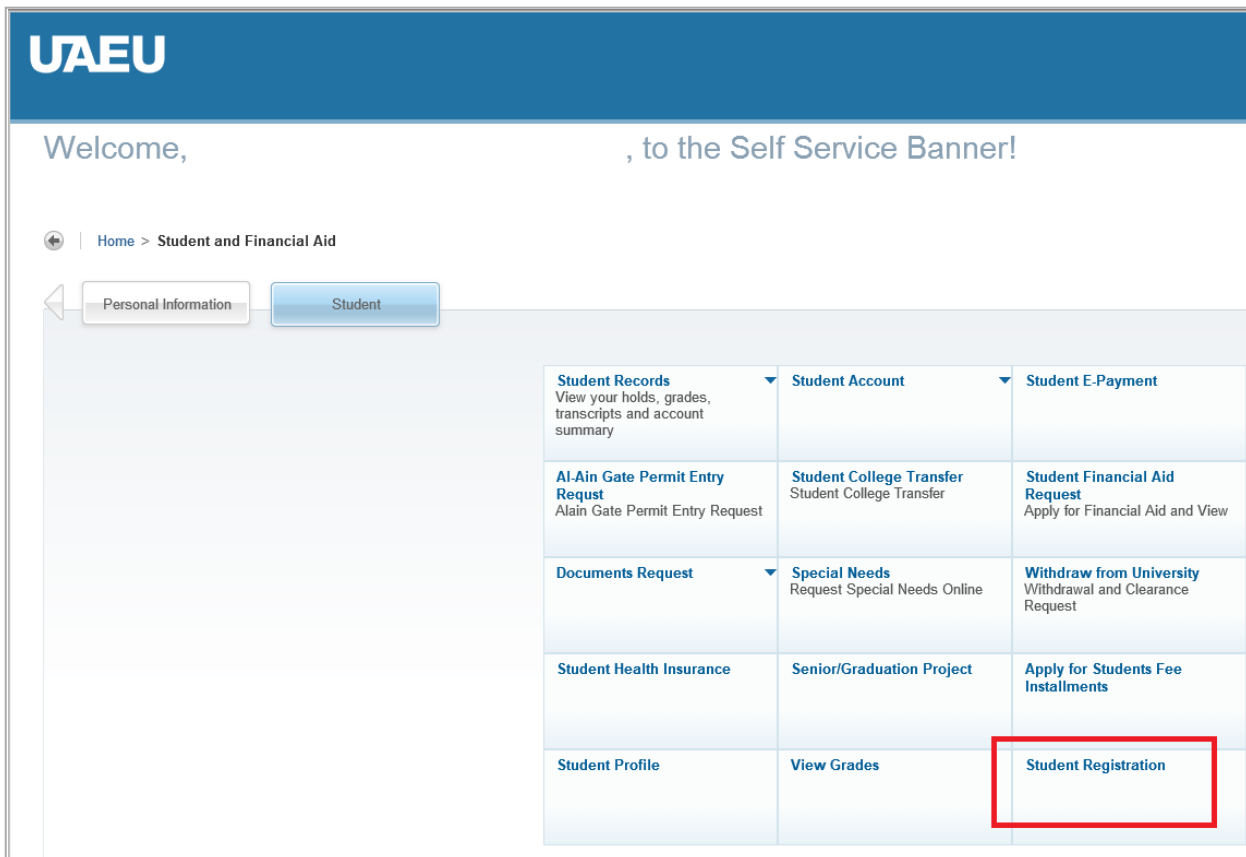 UAEU
Welcome, , to the Self Service Banner!
Home > Student and Financial Aid
Personal Information
Student
Student Records
View your holds, grades,
transcripts and account
summary
Student Account
Student E-Payment
Al-Ain Gate Permit Entry
Requst
Alain Gate Permit Entry Request
Student College Transfer
Student College Transfer
Student Financial Aid
Request
Apply for Financial Aid and View
Documents Request
Special Needs
Request Special Needs Online
Withdraw from University
Withdrawal and Clearance
Request
Student Health Insurance
Senior/Graduation Project
Apply for Students Fee
Installments
Student Profile
View Grades
Student Registration